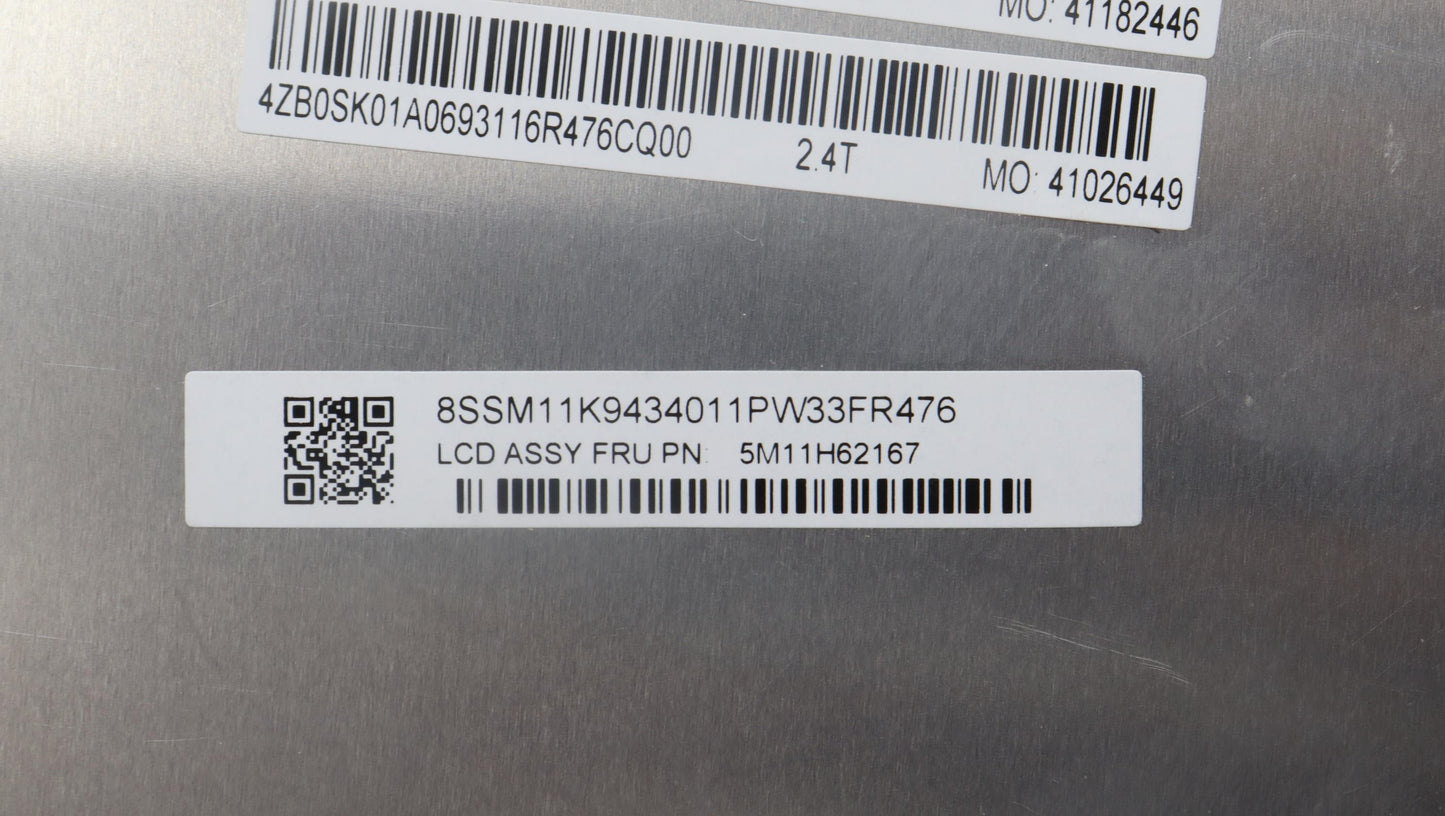 MO: 41182446
4ZB0SK01A0693116R476CQ00 2.4T MO: 41026449
8SSM11K9434011PW33FR476
LCD ASSY FRU PN: 5M11H62167